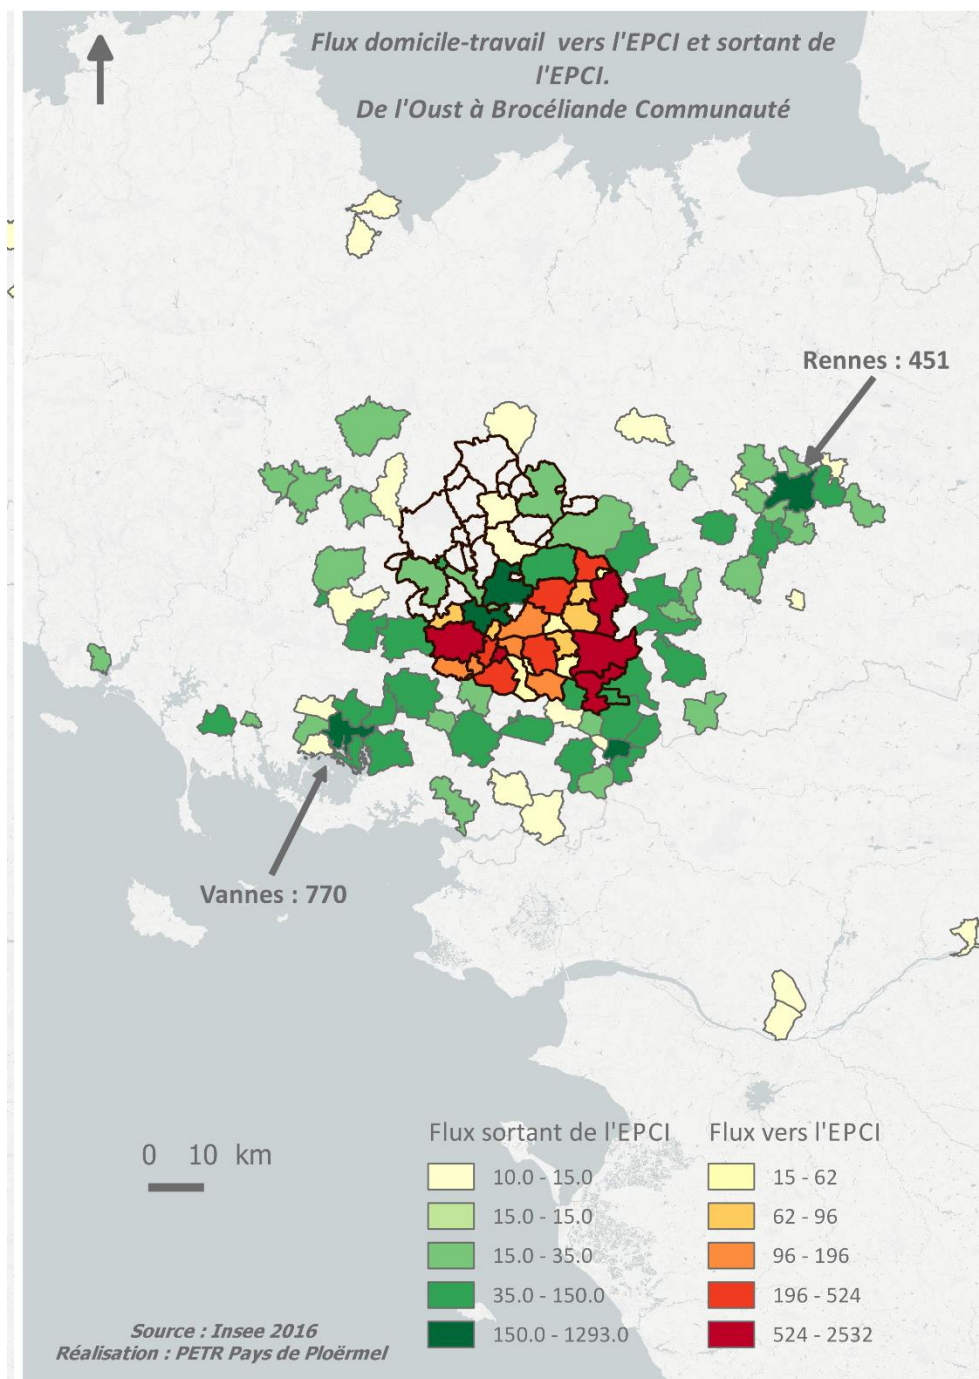 Flux domicile-travail vers l'EPCI et sortant de
l'EPCI.
De l'Oust à Brocéliande Communauté
Rennes : 451
Vannes : 770
0 10 km
Flux sortant de l'EPCI
10.0 - 15.0
15.0 - 15.0
15.0 - 35.0
35.0 - 150.0
150.0 - 1293.0
Flux vers l'EPCI
15 - 62
62 - 96
96 - 196
196 - 524
524 - 2532
Source : Insee 2016
Réalisation : PETR Pays de Ploërmel